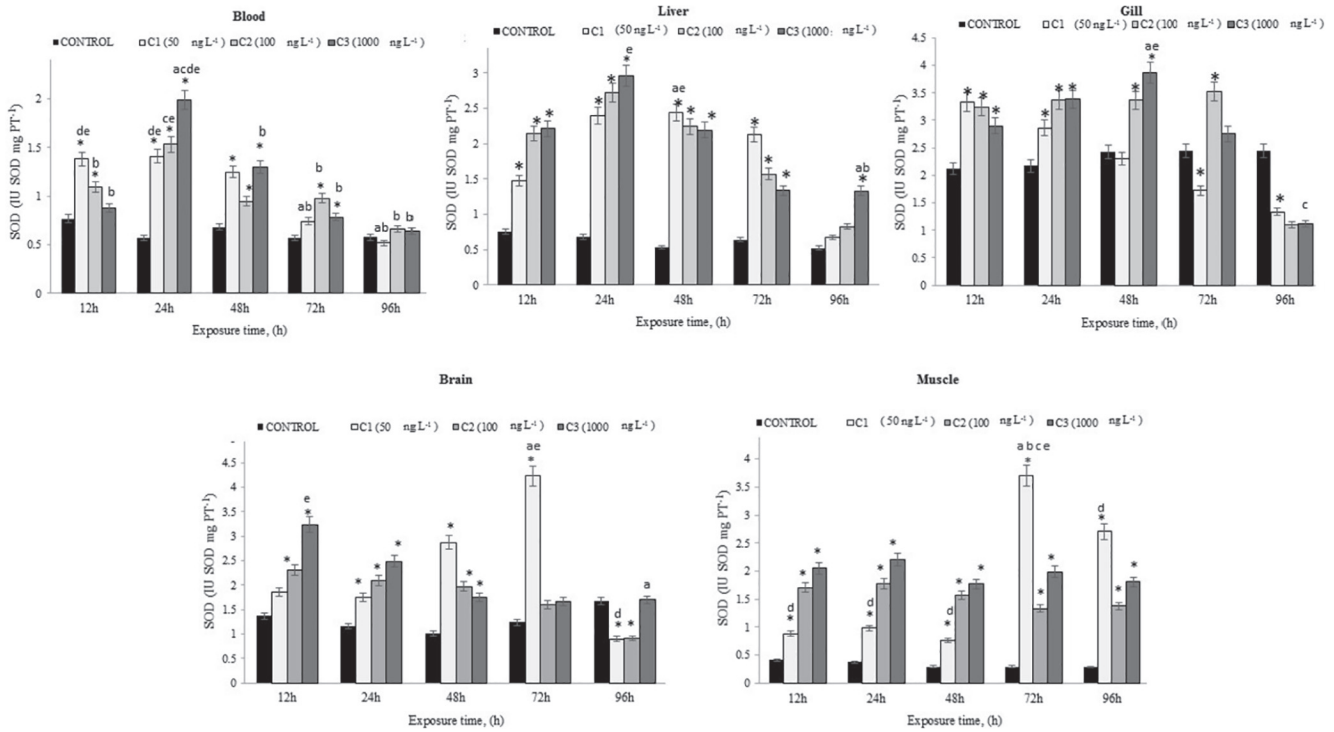 Blood
CONTROL C1 (50 ng L⁻¹) C2 (100 ng L⁻¹) C3 (1000 ng L⁻¹)
SOD (IU SOD mg PT⁻¹)
2
1.5
1
0.5
0
de * b * b
de * ce * acde *
* * b *
ab b * b *
ab b b
12h 24h 48h 72h 96h
Exposure time, (h)
Liver
CONTROL C1 (50 ng L⁻¹) C2 (100 ng L⁻¹) C3 (1000: ng L⁻¹)
SOD (IU SOD mg PT⁻¹)
3
2.5
2
1.5
1
0.5
0
* * *
* * e *
ae * * *
* * *
ab *
12h 24h 48h 72h 96h
Exposure time, (h)
Gill
CONTROL C1 (50 ng L⁻¹) C2 (100 ng L⁻¹) C3 (1000 ng L⁻¹)
SOD (IU SOD mg PT⁻¹)
4.5
4
3.5
3
2.5
2
1.5
1
0.5
0
* * *
* * *
* ae *
* *
* c
12h 24h 48h 72h 96h
Exposure time, (h)
Brain
CONTROL C1 (50 ng L⁻¹) C2 (100 ng L⁻¹) C3 (1000 ng L⁻¹)
SOD (IU SOD mg PT⁻¹)
4
3.5
3
2.5
2
1.5
1
0.5
0
* e *
* * *
* * *
ae *
d * * a
12h 24h 48h 72h 96h
Exposure time, (h)
Muscle
CONTROL C1 (50 ng L⁻¹) C2 (100 ng L⁻¹) C3 (1000 ng L⁻¹)
SOD (IU SOD mg PT⁻¹)
4
3.5
3
2.5
2
1.5
1
0.5
0
d * * *
d * * *
d * * *
a b c e * * *
d * * *
12h 24h 48h 72h 96h
Exposure time, (h)